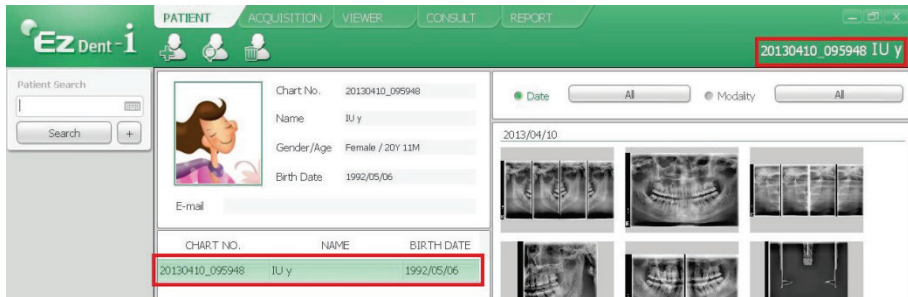 Ez Dent-i
PATIENT ACQUISITION VIEWER CONSULT REPORT
20130410_095948 IU y
Patient Search
Search +
Chart No. 20130410_095948
Name IU y
Gender/Age Female / 20Y 11M
Birth Date 1992/05/06
E-mail
CHART NO. NAME BIRTH DATE
20130410_095948 IU y 1992/05/06
Date All Modality All
2013/04/10